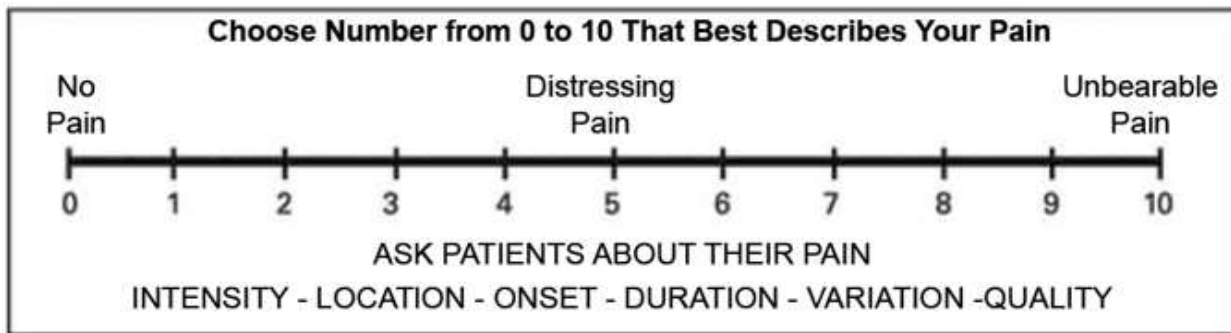 Choose Number from 0 to 10 That Best Describes Your Pain
No Pain
Distressing Pain
Unbearable Pain
0 1 2 3 4 5 6 7 8 9 10
ASK PATIENTS ABOUT THEIR PAIN
INTENSITY - LOCATION - ONSET - DURATION - VARIATION -QUALITY